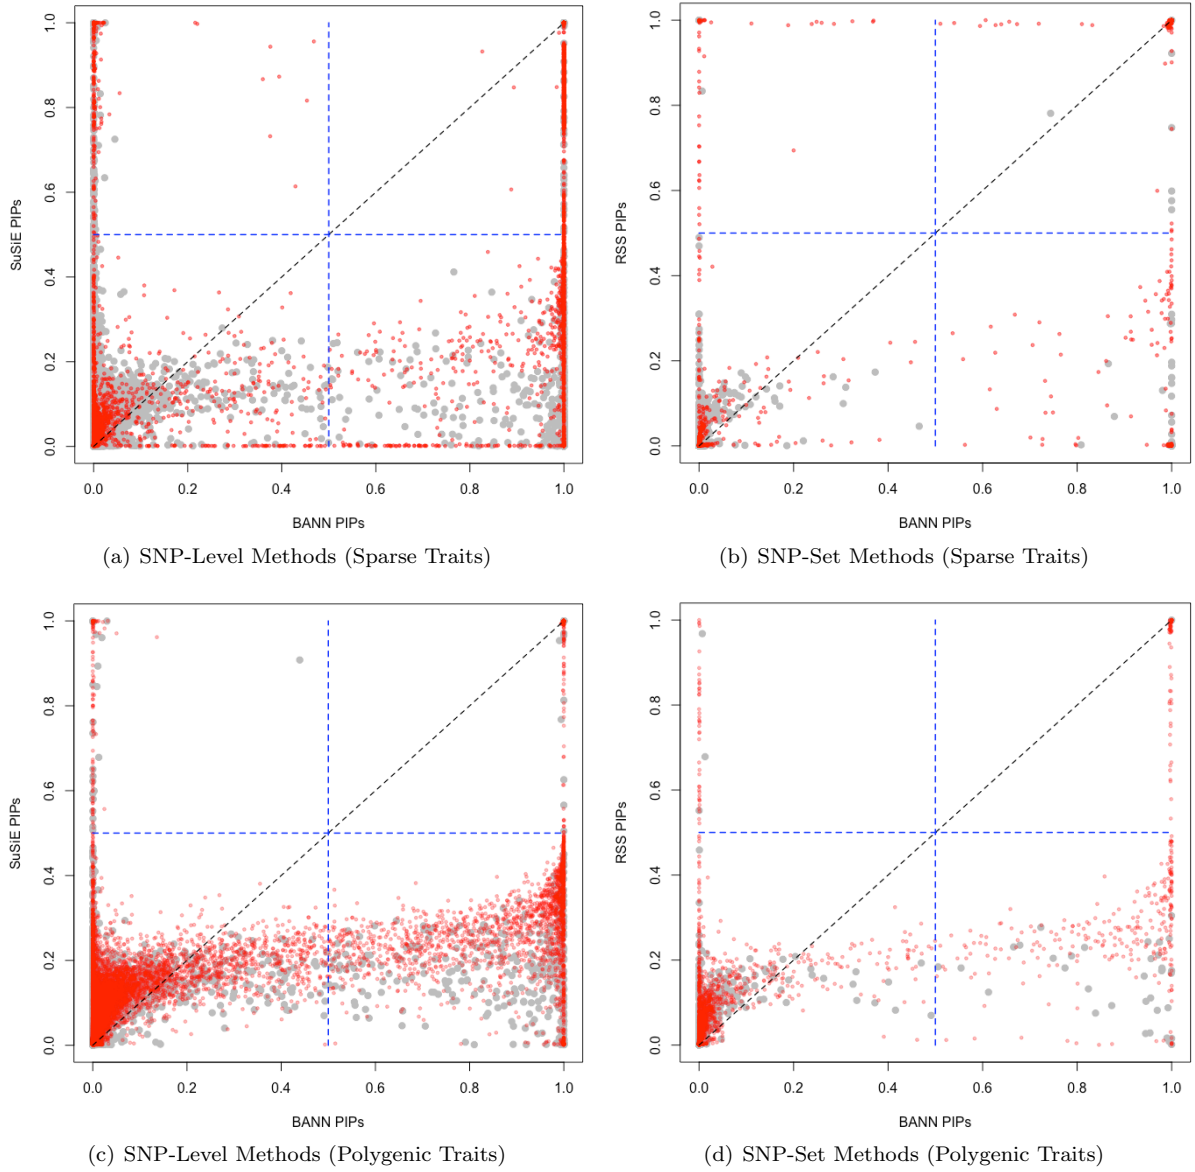 1.0
0.8
0.6
0.4
0.2
0.0
SuSiE PIPs
0.0 0.2 0.4 0.6 0.8 1.0
BANN PIPs
(a) SNP-Level Methods (Sparse Traits)
1.0
0.8
0.6
0.4
0.2
0.0
RSS PIPs
0.0 0.2 0.4 0.6 0.8 1.0
BANN PIPs
(b) SNP-Set Methods (Sparse Traits)
1.0
0.8
0.6
0.4
0.2
0.0
SuSiE PIPs
0.0 0.2 0.4 0.6 0.8 1.0
BANN PIPs
(c) SNP-Level Methods (Polygenic Traits)
1.0
0.8
0.6
0.4
0.2
0.0
RSS PIPs
0.0 0.2 0.4 0.6 0.8 1.0
BANN PIPs
(d) SNP-Set Methods (Polygenic Traits)